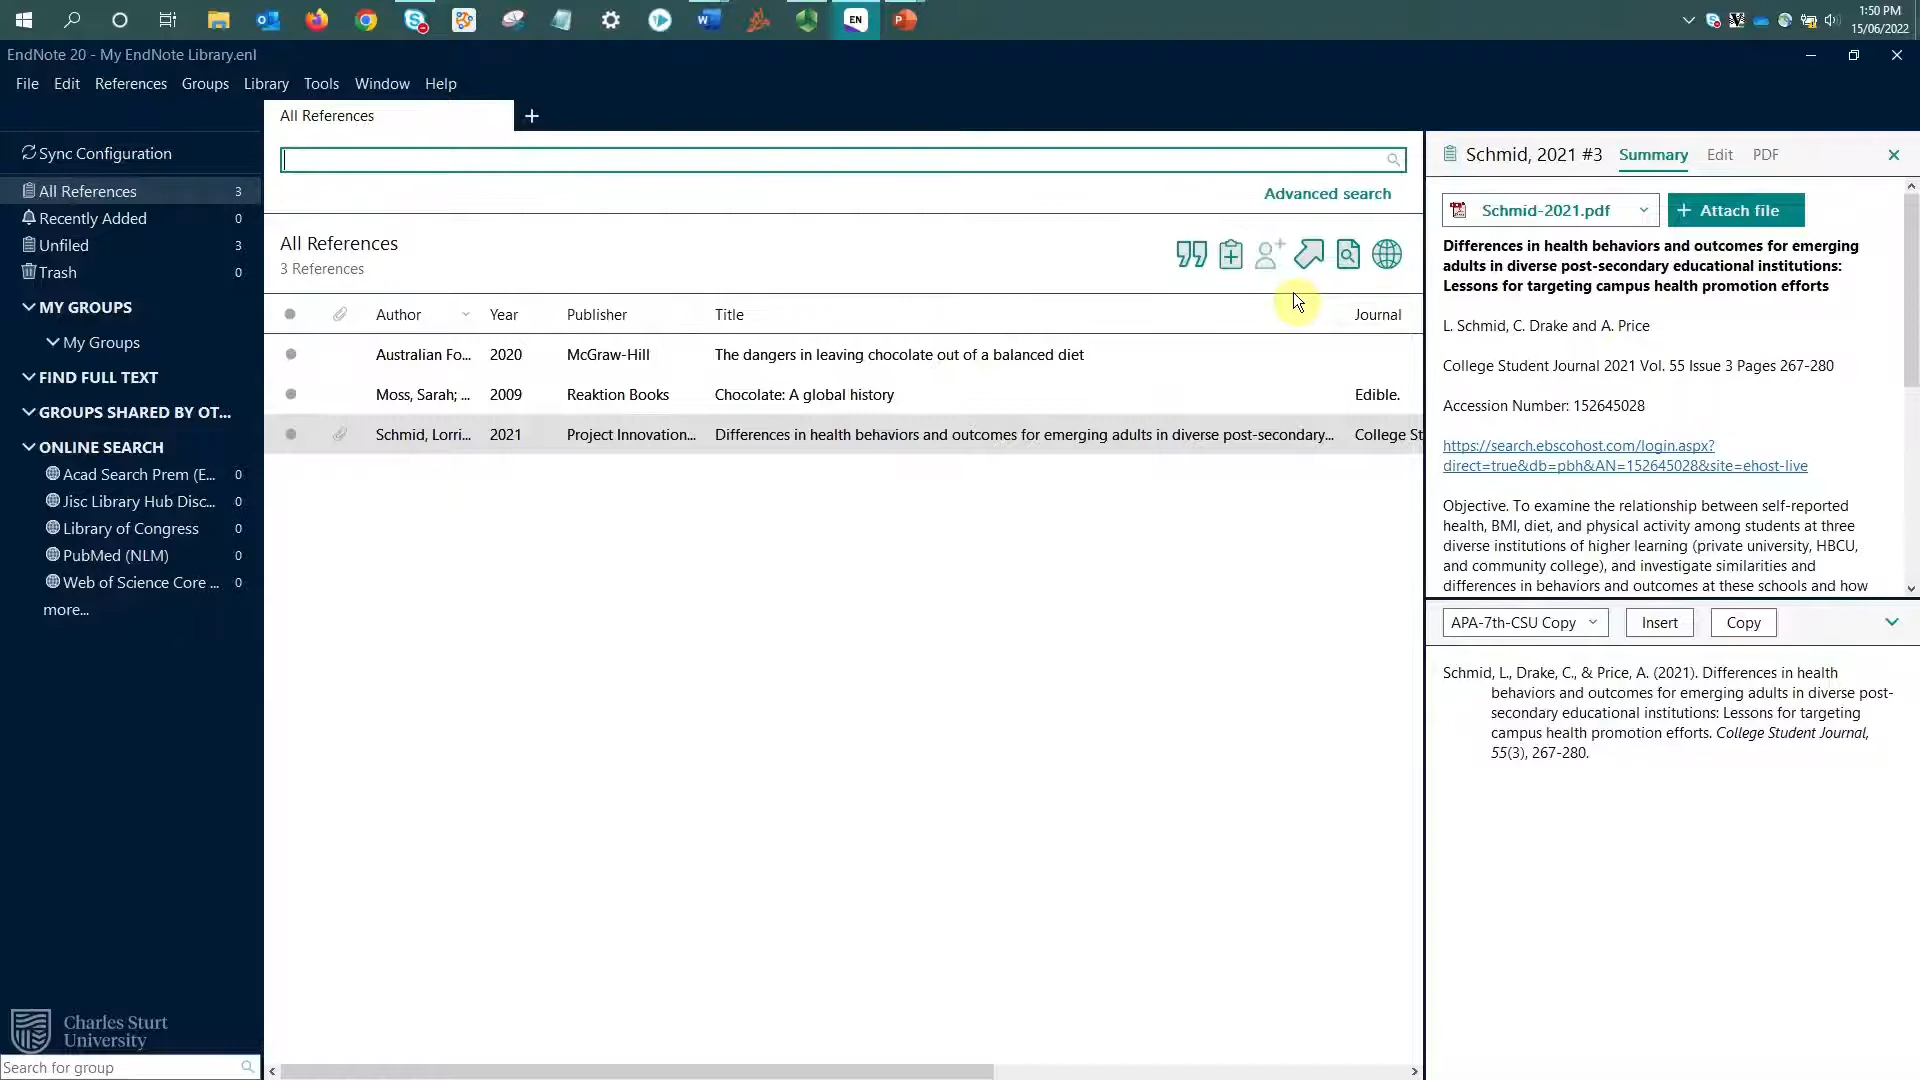 EN
1:50 PM
15/06/2022
EndNote 20 - My EndNote Library.enl
File Edit References Groups Library Tools Window Help
Sync Configuration
All References 3
Recently Added 0
Unfiled 3
Trash 0
MY GROUPS
My Groups
FIND FULL TEXT
GROUPS SHARED BY OT...
ONLINE SEARCH
Acad Search Prem (E... 0
Jisc Library Hub Disc... 0
Library of Congress 0
PubMed (NLM) 0
Web of Science Core ... 0
more...
Charles Sturt
University
Search for group
All References
Advanced search
All References
3 References
Author Year Publisher Title Journal
Australian Fo... 2020 McGraw-Hill The dangers in leaving chocolate out of a balanced diet
Moss, Sarah; ... 2009 Reaktion Books Chocolate: A global history Edible.
Schmid, Lorri... 2021 Project Innovation... Differences in health behaviors and outcomes for emerging adults in diverse post-secondary... College St
Schmid, 2021 #3 Summary Edit PDF
Schmid-2021.pdf + Attach file
Differences in health behaviors and outcomes for emerging
adults in diverse post-secondary educational institutions:
Lessons for targeting campus health promotion efforts
L. Schmid, C. Drake and A. Price
College Student Journal 2021 Vol. 55 Issue 3 Pages 267-280
Accession Number: 152645028
https://search.ebscohost.com/login.aspx?
direct=true&db=pbh&AN=152645028&site=ehost-live
Objective. To examine the relationship between self-reported
health, BMI, diet, and physical activity among students at three
diverse institutions of higher learning (private university, HBCU,
and community college), and investigate similarities and
differences in behaviors and outcomes at these schools and how
APA-7th-CSU Copy Insert Copy
Schmid, L., Drake, C., & Price, A. (2021). Differences in health
behaviors and outcomes for emerging adults in diverse post-
secondary educational institutions: Lessons for targeting
campus health promotion efforts. College Student Journal,
55(3), 267-280.